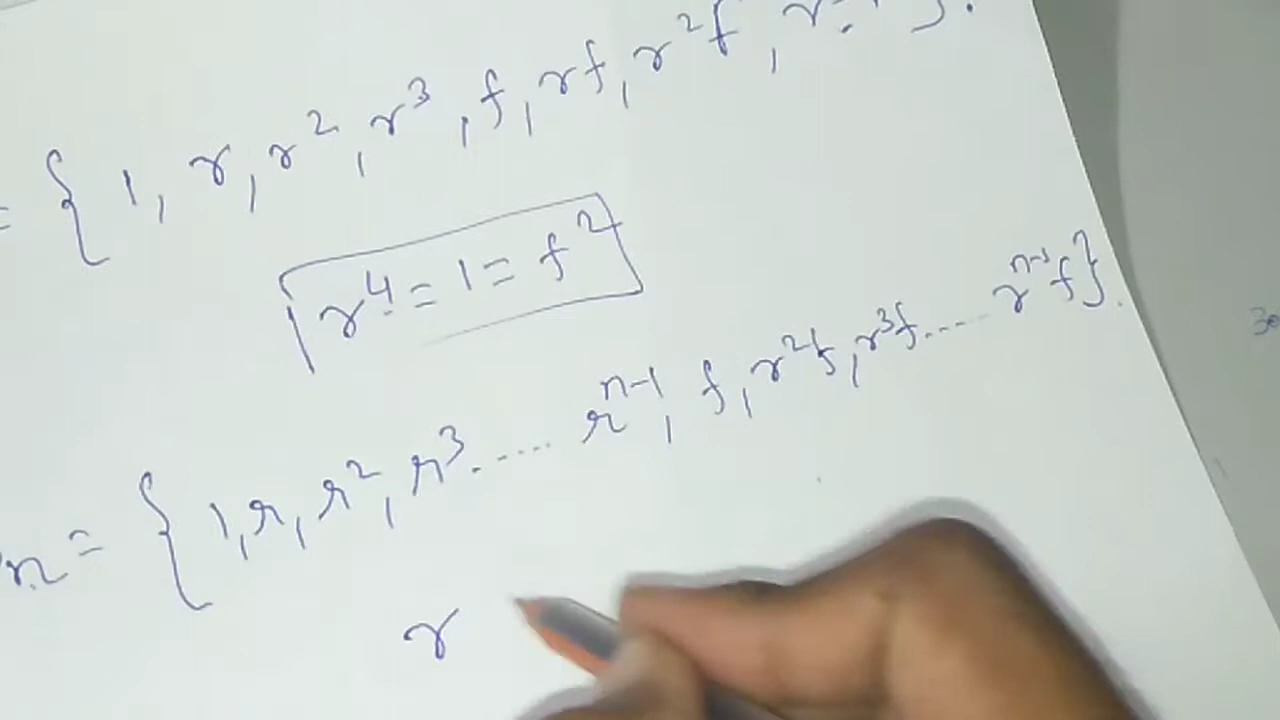 = { 1, r, r², r³, f, rf, r²f, }.
r⁴ = 1 = f²
n = { 1, r, r², r³ ..... rⁿ⁻¹, f, r²f, r³f ..... rⁿ⁻¹f }.
r